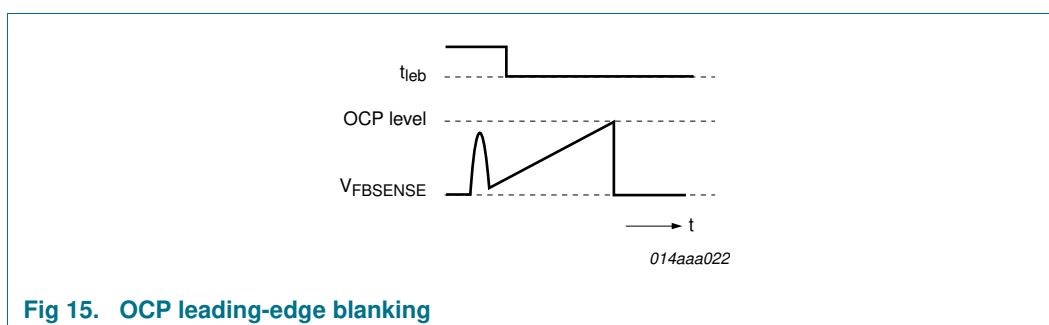 tleb
OCP level
VFBSENSE
t
014aaa022
Fig 15. OCP leading-edge blanking